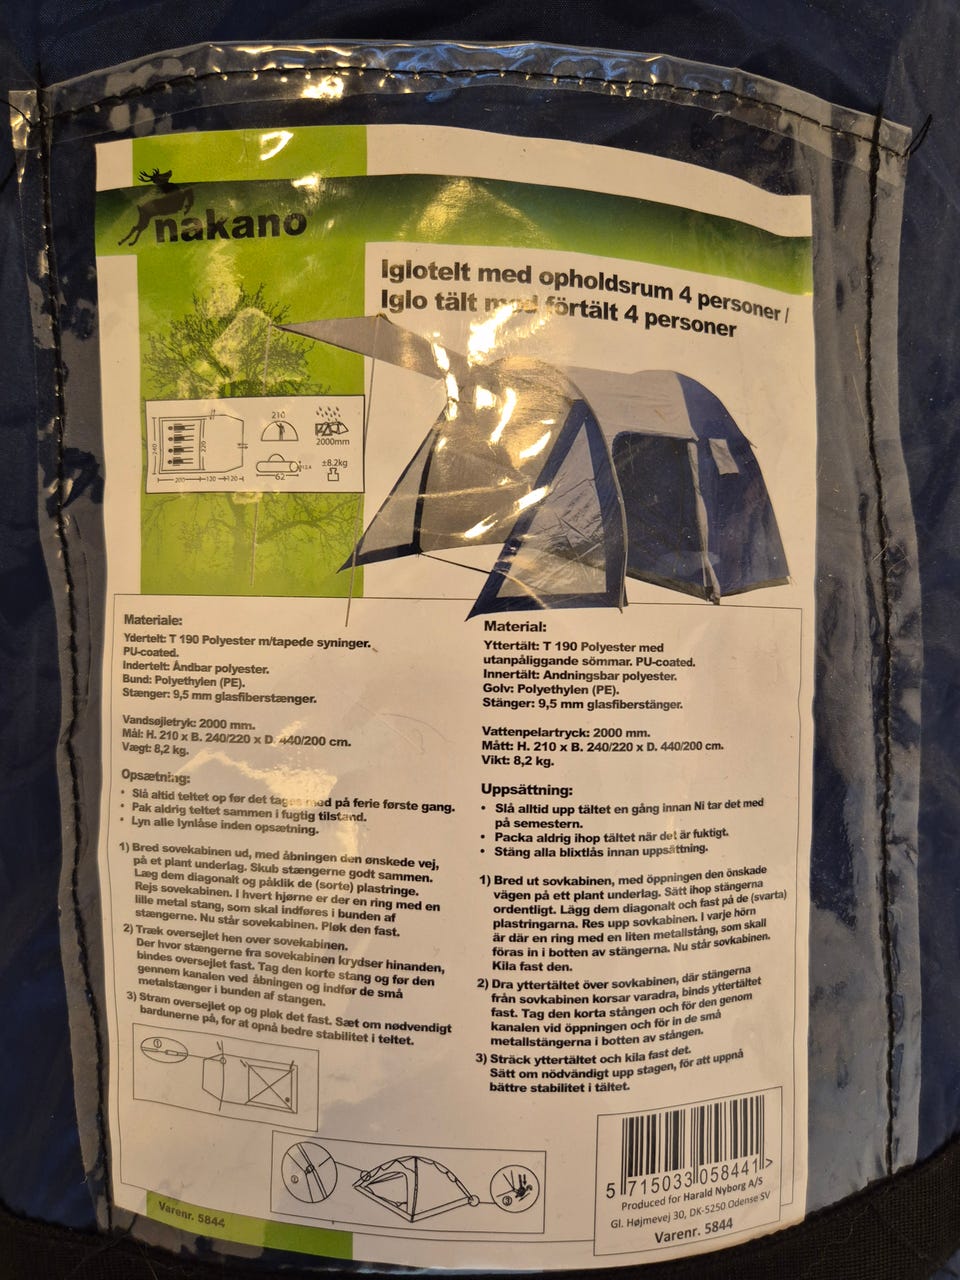 nakano
Iglotelt med opholdsrum 4 personer /
Iglo tält med förtält 4 personer
210
2000mm
240
220
200
130
120
62
±8.2kg
Materiale:
Ydertelt: T 190 Polyester m/tapede syninger.
PU-coated.
Indertelt: Åndbar polyester.
Bund: Polyethylen (PE).
Stænger: 9,5 mm glasfiberstænger.
Vandsøjletryk: 2000 mm.
Mål: H. 210 x B. 240/220 x D. 440/200 cm.
Vægt: 8,2 kg.
Opsætning:
• Slå altid teltet op før det tages med på ferie første gang.
• Pak aldrig teltet sammen i fugtig tilstand.
• Lyn alle lynlåse inden opsætning.
1) Bred sovekabinen ud, med åbningen den ønskede vej,
på et plant underlag. Skub stængerne godt sammen.
Læg dem diagonalt og påklik de (sorte) plastringe.
Rejs sovekabinen. I hvert hjørne er der en ring med en
lille metal stang, som skal indføres i bunden af
stængerne. Nu står sovekabinen. Pløk den fast.
2) Træk oversejlet hen over sovekabinen.
Der hvor stængerne fra sovekabinen krydser hinanden,
bindes oversejlet fast. Tag den korte stang og før den
gennem kanalen ved åbningen og indfør de små
metalstænger i bunden af stangen.
3) Stram oversejlet op og pløk det fast. Sæt om nødvendigt
bardunerne på, for at opnå bedre stabilitet i teltet.
Material:
Yttertält: T 190 Polyester med
utanpåliggande sömmar. PU-coated.
Innertält: Andningsbar polyester.
Golv: Polyethylen (PE).
Stänger: 9,5 mm glasfiberstänger.
Vattenpelartryck: 2000 mm.
Mått: H. 210 x B. 240/220 x D. 440/200 cm.
Vikt: 8,2 kg.
Uppsättning:
• Slå alltid upp tältet en gång innan Ni tar det med
på semestern.
• Packa aldrig ihop tältet när det är fuktigt.
• Stäng alla blixtlås innan uppsättning.
1) Bred ut sovkabinen, med öppningen den önskade
vägen på ett plant underlag. Sätt ihop stängerna
ordentligt. Lägg dem diagonalt och fast på de (svarta)
plastringarna. Res upp sovkabinen. I varje hörn
är där en ring med en liten metallstång, som skall
föras in i botten av stängerna. Nu står sovkabinen.
Kila fast den.
2) Dra yttertältet över sovkabinen, där stängerna
från sovkabinen korsar varadra, binds yttertältet
fast. Tag den korta stången och för den genom
kanalen vid öppningen och för in de små
metallstängerna i botten av stången.
3) Sträck yttertältet och kila fast det.
Sätt om nödvändigt upp stagen, för att uppnå
bättre stabilitet i tältet.
5 715033 058441 >
Produced for Harald Nyborg A/S
Gl. Højmevej 30, DK-5250 Odense SV
Varenr. 5844
Varenr. 5844